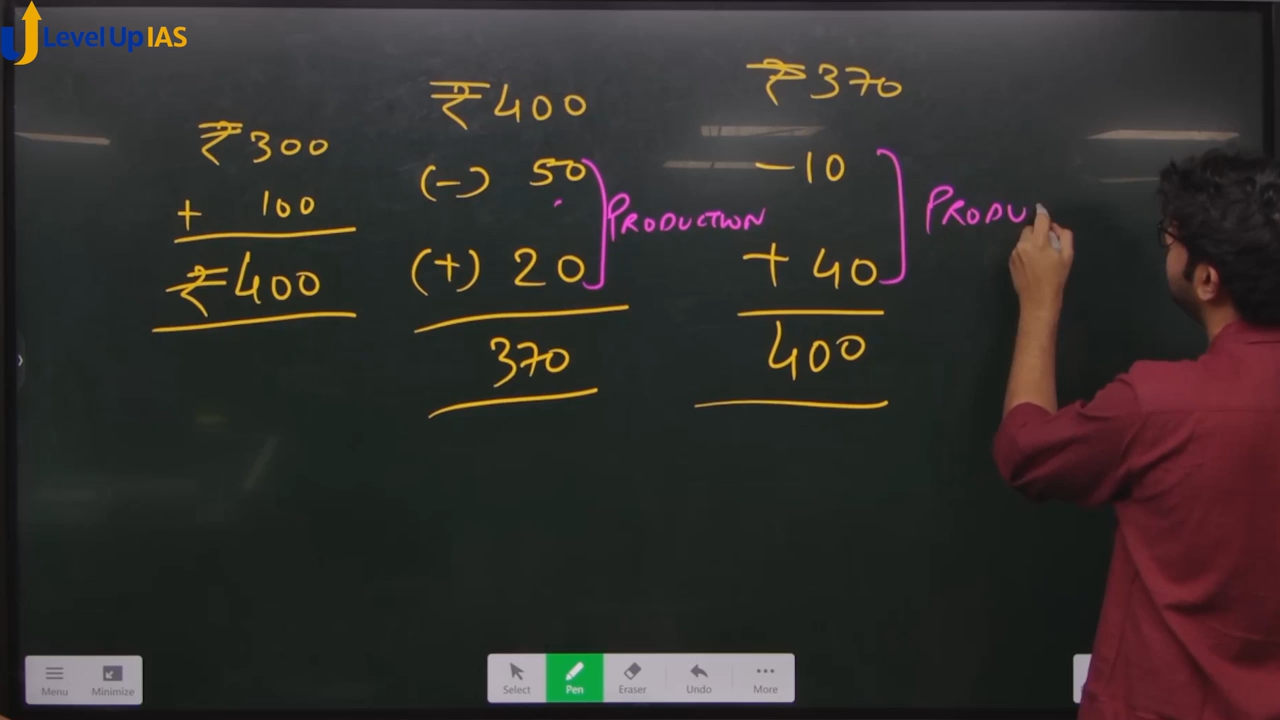 Level Up IAS
₹300
+ 100
₹400
₹400
(-) 50
(+) 20
PRODUCTION
370
₹370
-10
+ 40
PRODU
400
Menu
Minimize
Select
Pen
Eraser
Undo
More